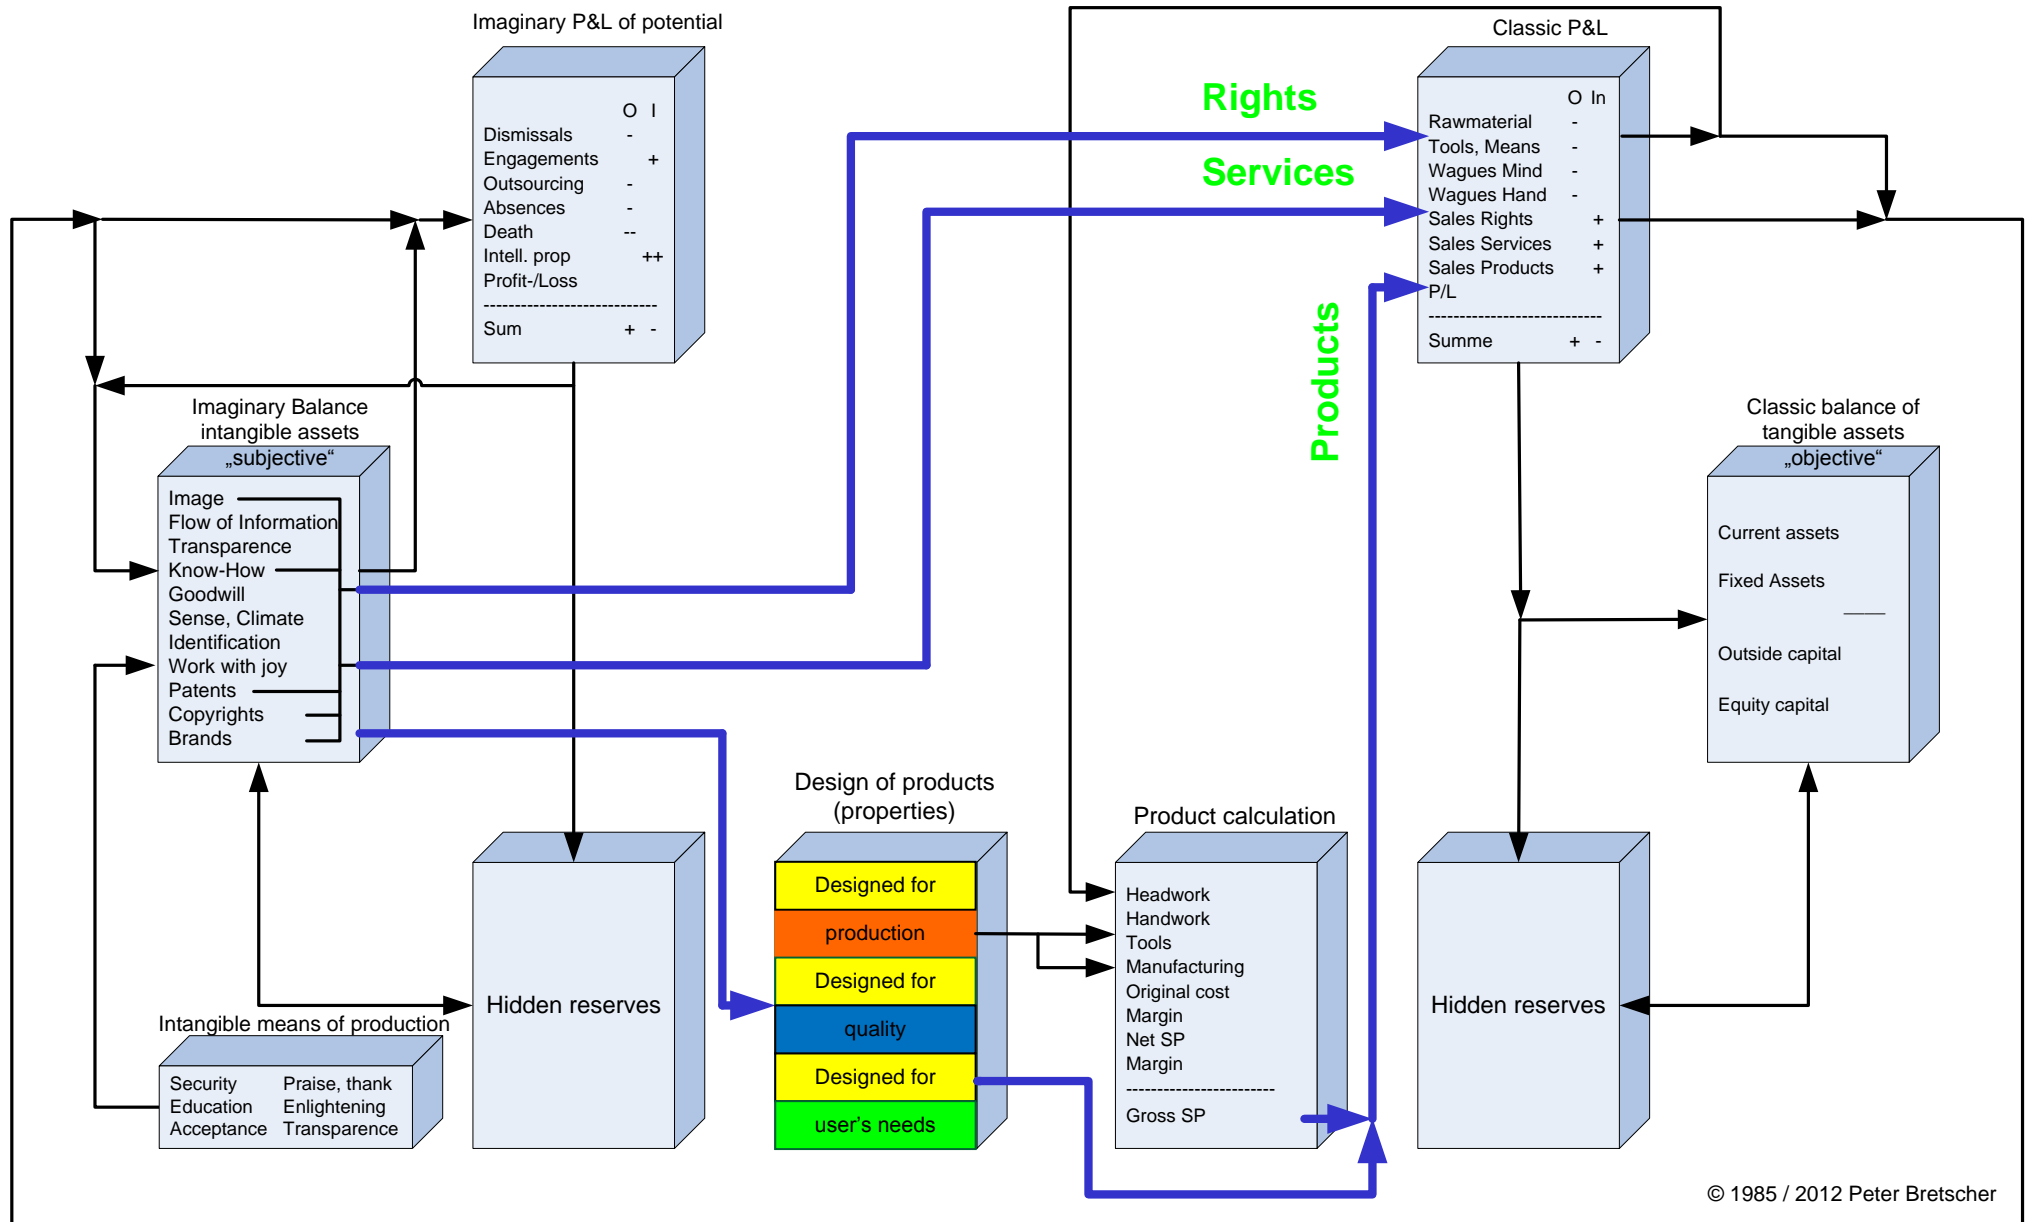 Imaginary P&L of potential
O I
Dismissals -
Engagements +
Outsourcing -
Absences -
Death --
Intell. prop ++
Profit-/Loss
----------------------------
Sum + -
Rights
Services
Products
Classic P&L
O In
Rawmaterial -
Tools, Means -
Wagues Mind -
Wagues Hand -
Sales Rights +
Sales Services +
Sales Products +
P/L
----------------------------
Summe + -
Imaginary Balance
intangible assets
„subjective“
Image
Flow of Information
Transparence
Know-How
Goodwill
Sense, Climate
Identification
Work with joy
Patents
Copyrights
Brands
Classic balance of
tangible assets
„objective“
Current assets
Fixed Assets
Outside capital
Equity capital
Intangible means of production
Security Praise, thank
Education Enlightening
Acceptance Transparence
Hidden reserves
Design of products
(properties)
Designed for
production
Designed for
quality
Designed for
user's needs
Product calculation
Headwork
Handwork
Tools
Manufacturing
Original cost
Margin
Net SP
Margin
------------------------
Gross SP
Hidden reserves
© 1985 / 2012 Peter Bretscher